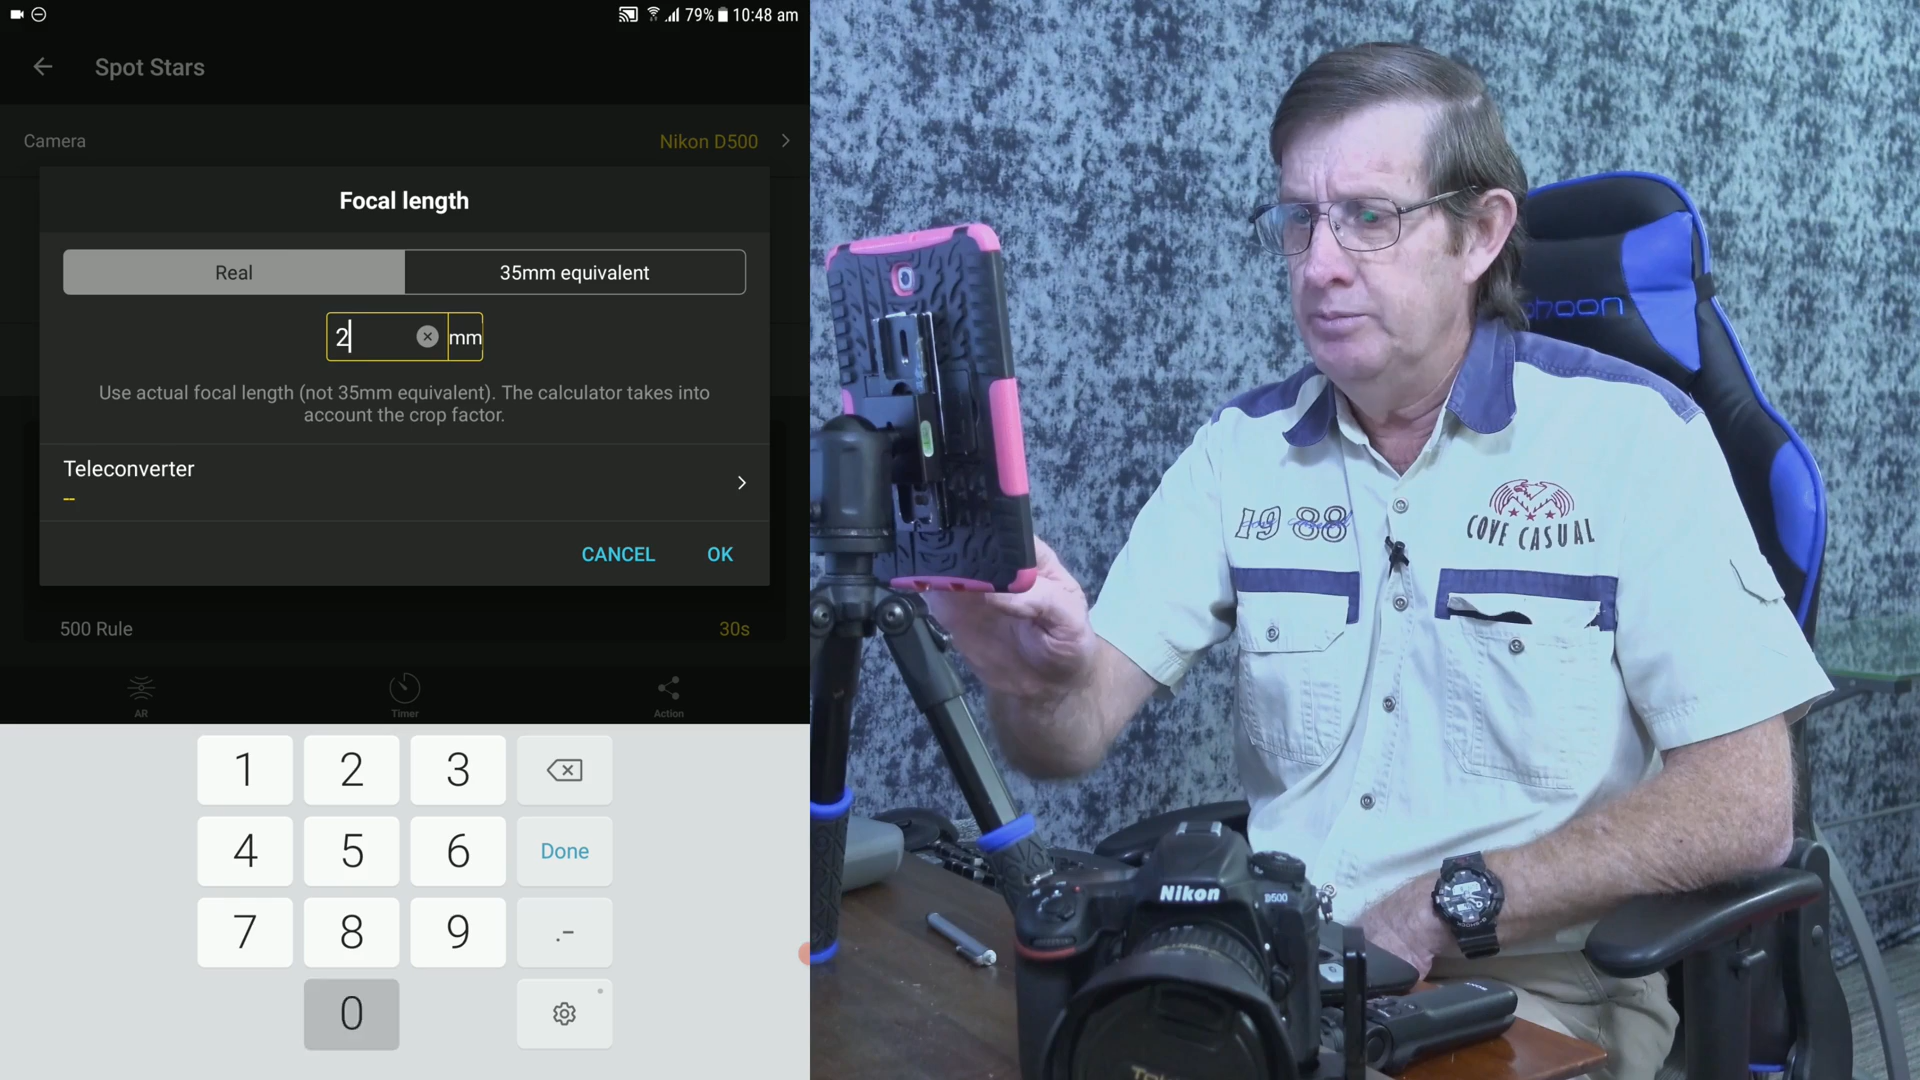 79% 10:48 am
Spot Stars
Camera
Nikon D500
Focal length
Real
35mm equivalent
2
mm
Use actual focal length (not 35mm equivalent). The calculator takes into
account the crop factor.
Teleconverter
--
CANCEL
OK
500 Rule
30s
AR
Timer
Action
1
2
3
4
5
6
Done
7
8
9
.-
0
19 88
COVE CASUAL
Nikon
D500